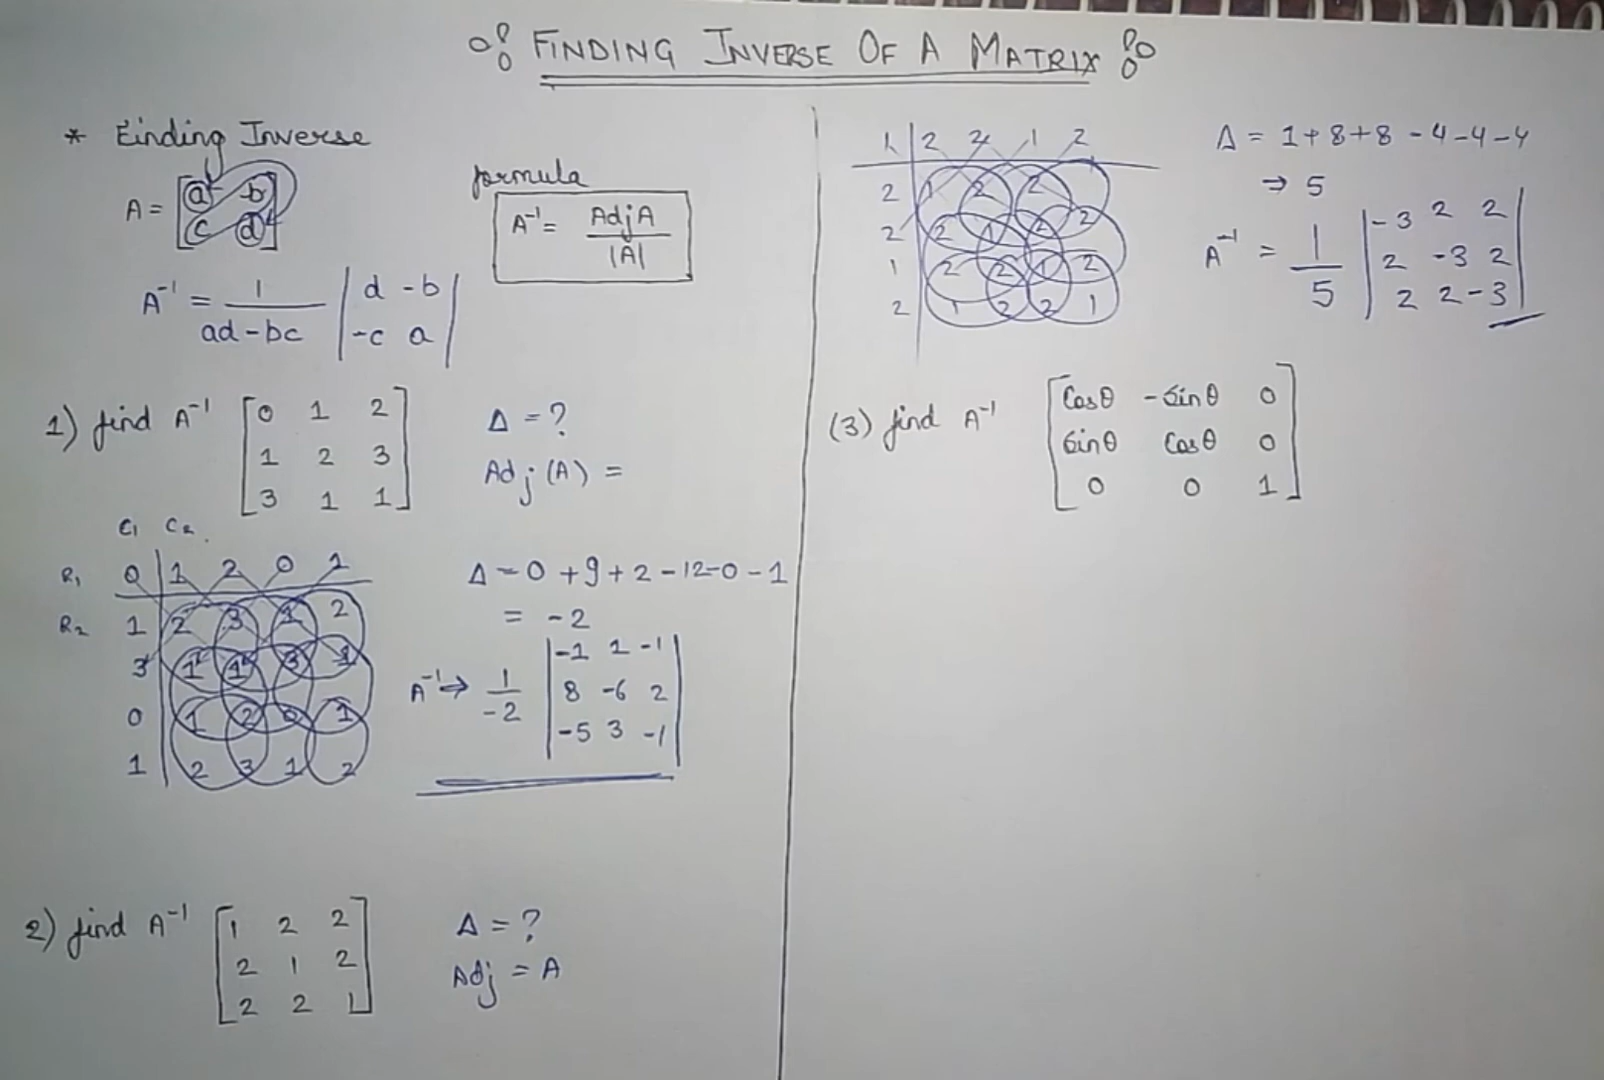 FINDING INVERSE OF A MATRIX
* Finding Inverse
A = [a b
c d]
formula
A⁻¹ = AdjA / |A|
A⁻¹ = 1 / ad-bc |d -b
-c a|
1) find A⁻¹ [0 1 2
1 2 3
3 1 1]
Δ = ?
Adj(A) =
C₁ C₂
R₁ 0 1 2 0 1
R₂ 1 2 3 1 2
3 1 1 3 1
0 1 2 0 1
1 2 3 1 2
Δ = 0 + 9 + 2 - 12 - 0 - 1
= -2
A⁻¹ ⇒ 1 / -2 |-1 1 -1
8 -6 2
-5 3 -1|
2) find A⁻¹ [1 2 2
2 1 2
2 2 1]
Δ = ?
Adj = A
1 2 2 1 2
2 1 2 2 1
2 2 1 2 2
1 2 2 1 2
2 1 2 2 1
Δ = 1 + 8 + 8 - 4 - 4 - 4
→ 5
A⁻¹ = 1 / 5 |-3 2 2
2 -3 2
2 2 -3|
(3) find A⁻¹ [Cosθ -Sinθ 0
Sinθ Cosθ 0
0 0 1]